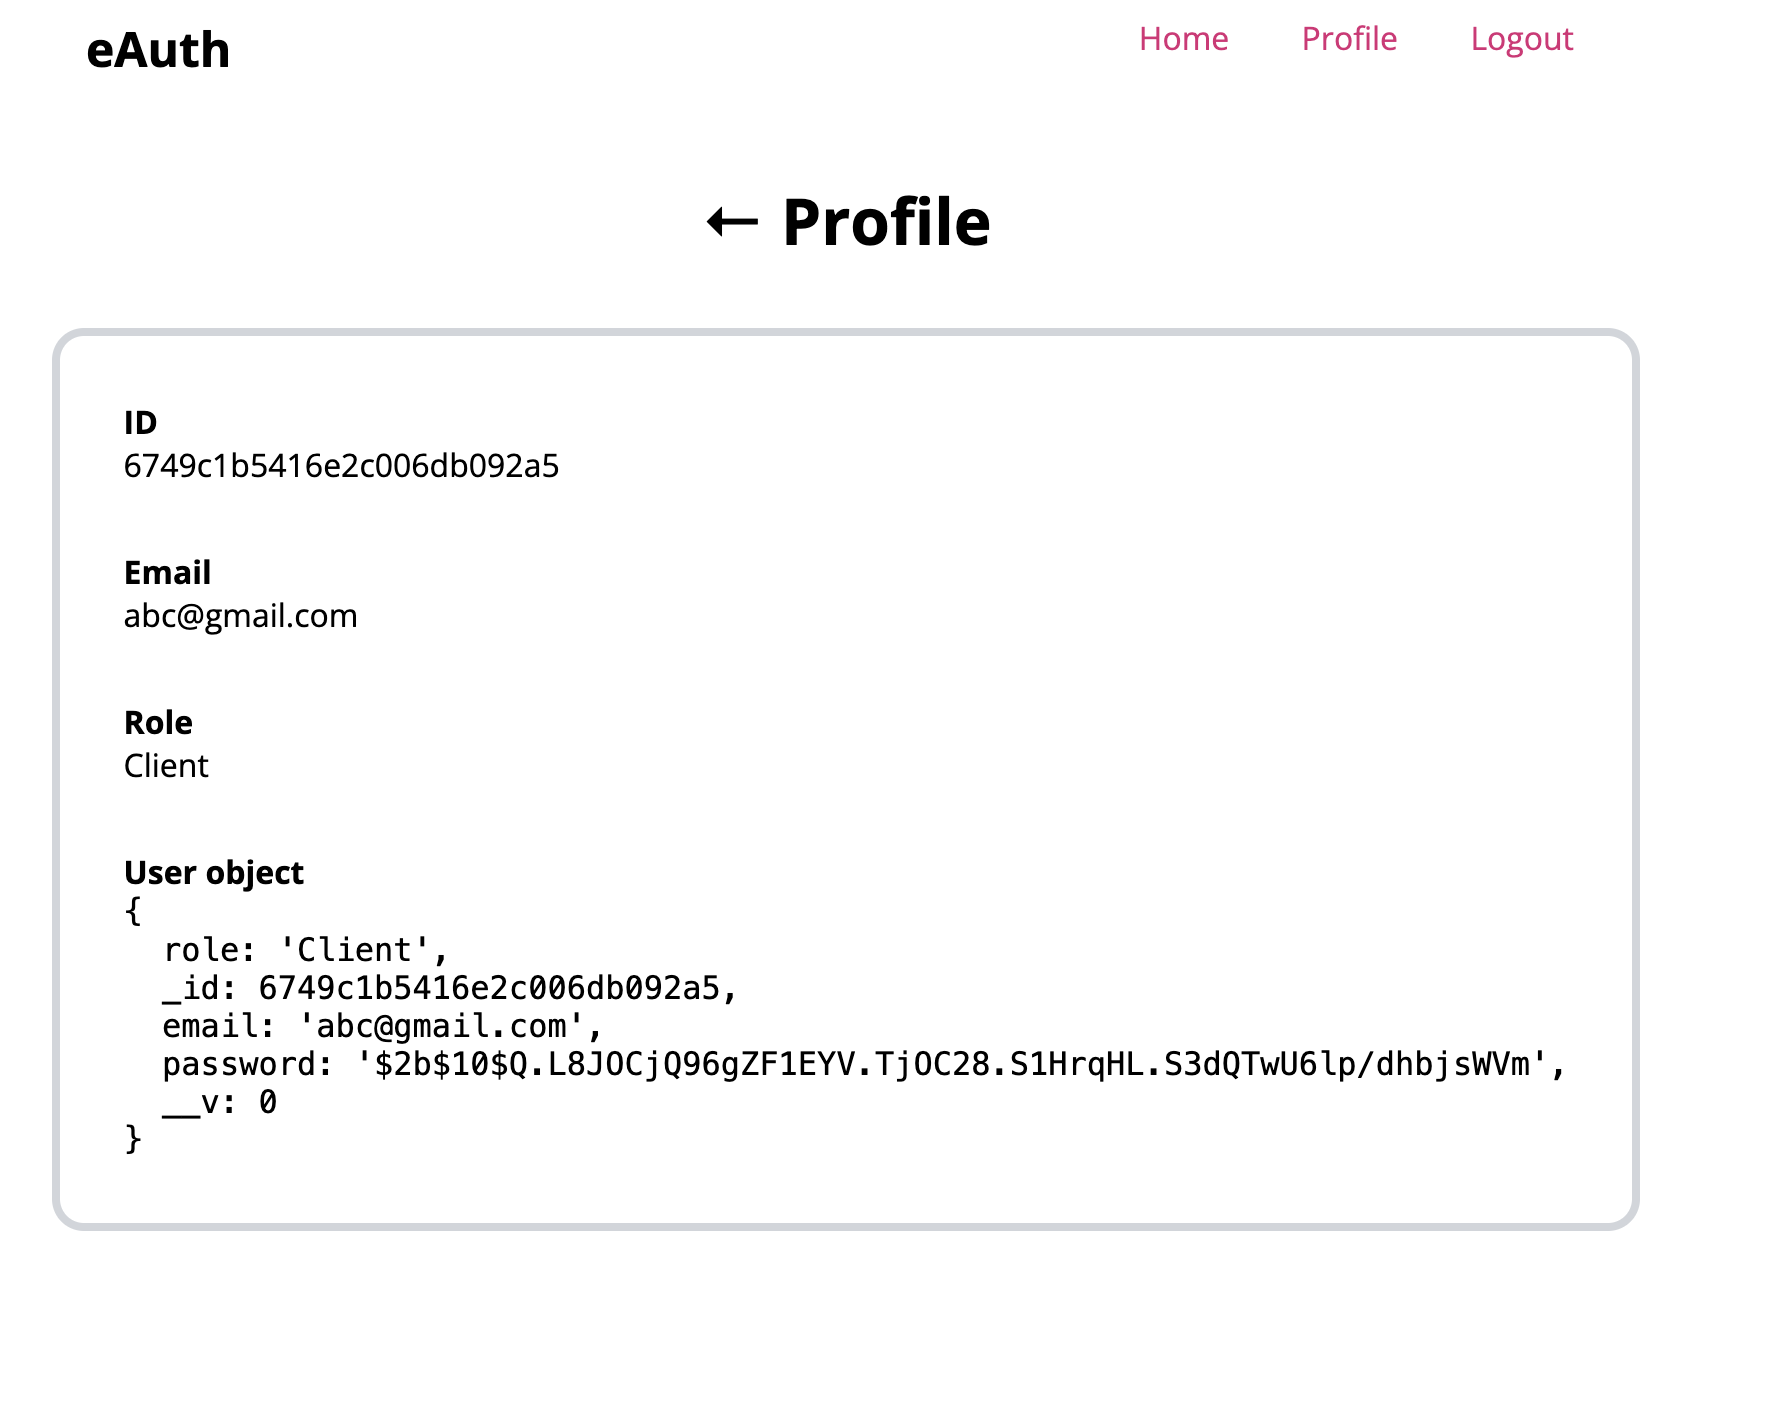 eAuth
Home Profile Logout
← Profile
ID
6749c1b5416e2c006db092a5
Email
abc@gmail.com
Role
Client
User object
{
  role: 'Client',
  _id: 6749c1b5416e2c006db092a5,
  email: 'abc@gmail.com',
  password: '$2b$10$Q.L8JOCjQ96gZF1EYV.TjOC28.S1HrqHL.S3dQTwU6lp/dhbjsWVm',
  __v: 0
}